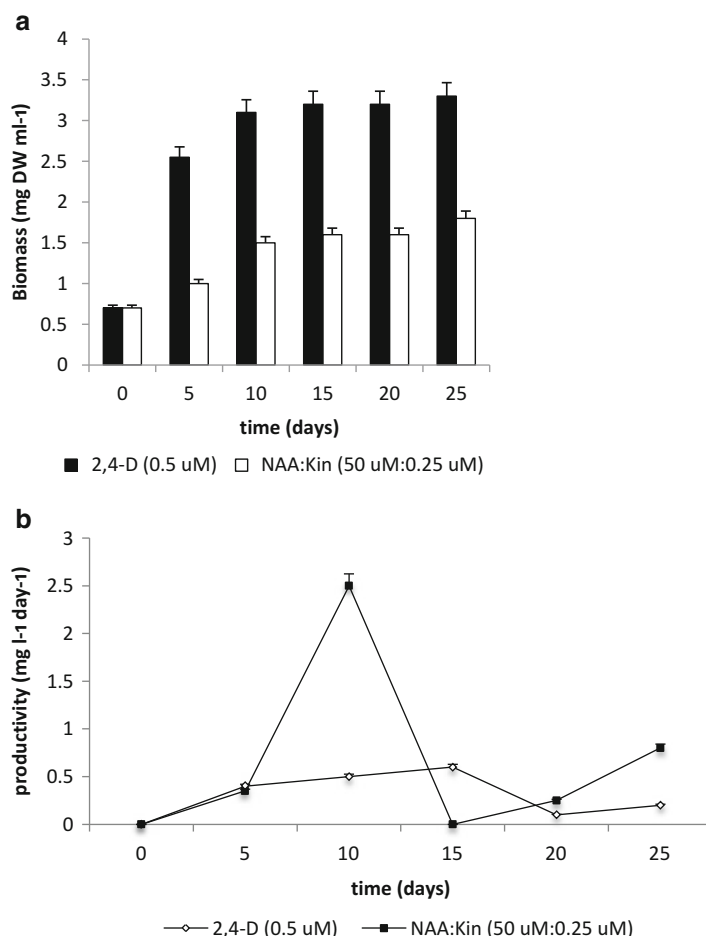 a
4
3.5
3
2.5
2
1.5
1
0.5
0
Biomass (mg DW ml-1)
0 5 10 15 20 25
time (days)
2,4-D (0.5 uM) NAA:Kin (50 uM:0.25 uM)
b
3
2.5
2
1.5
1
0.5
0
productivity (mg l-1 day-1)
0 5 10 15 20 25
time (days)
2,4-D (0.5 uM) NAA:Kin (50 uM:0.25 uM)